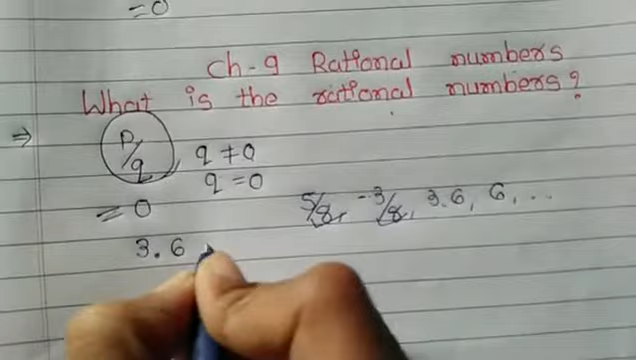 =0
Ch-9 Rational numbers
What is the rational numbers?
⇒ p/q, q ≠ 0
q = 0
= 0 5/8, -3/8, 3.6, 6, ...
3.6